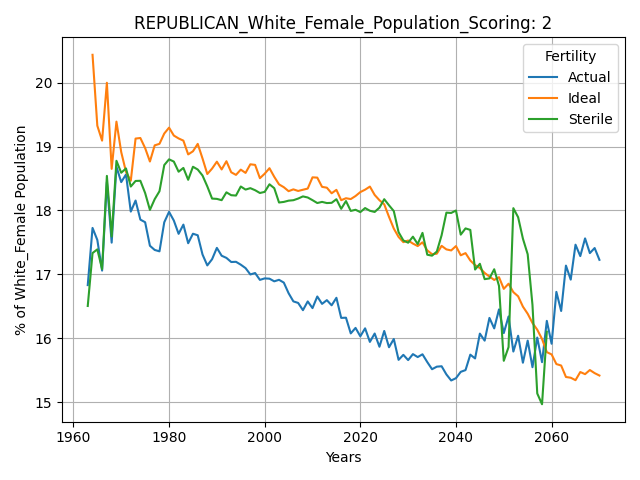 REPUBLICAN_White_Female_Population_Scoring: 2
Fertility
Actual
Ideal
Sterile
% of White_Female Population
20
19
18
17
16
15
1960
1980
2000
2020
2040
2060
Years